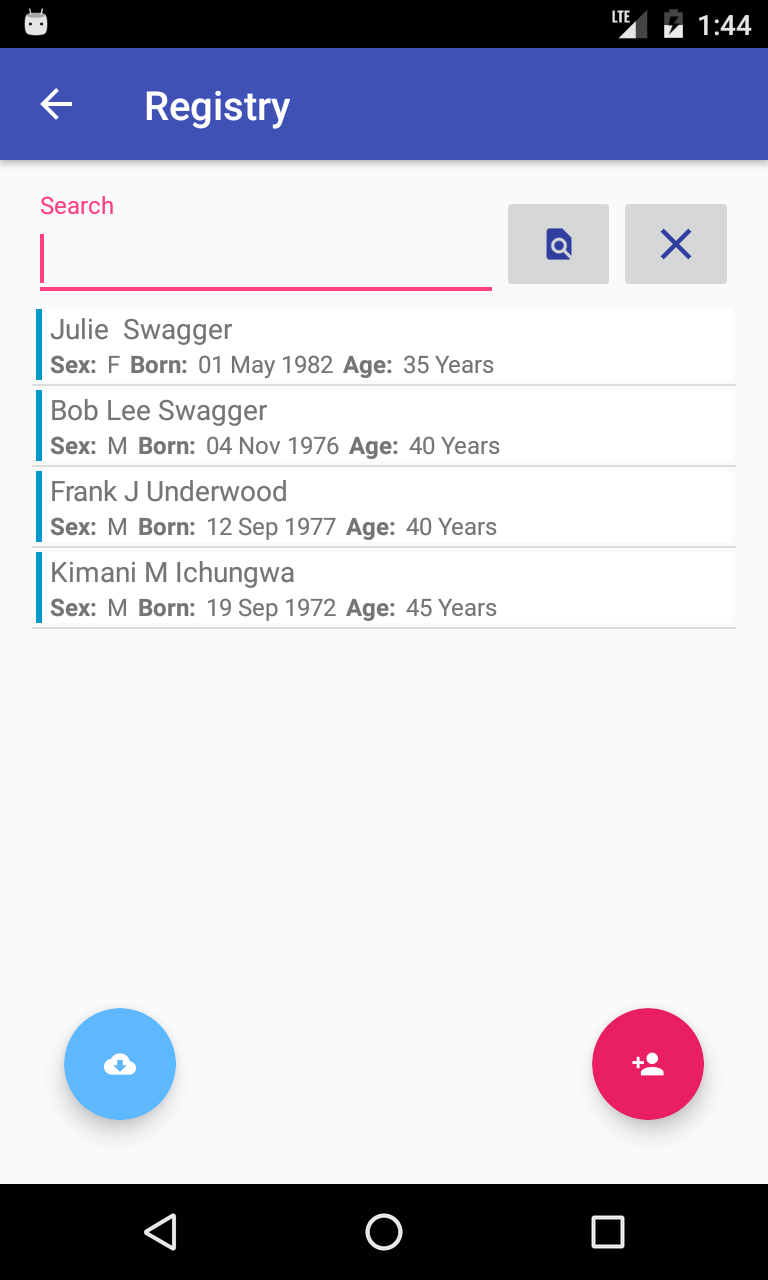 LTE 1:44
Registry
Search
Julie  Swagger
Sex: F Born: 01 May 1982 Age: 35 Years
Bob Lee Swagger
Sex: M Born: 04 Nov 1976 Age: 40 Years
Frank J Underwood
Sex: M Born: 12 Sep 1977 Age: 40 Years
Kimani M Ichungwa
Sex: M Born: 19 Sep 1972 Age: 45 Years